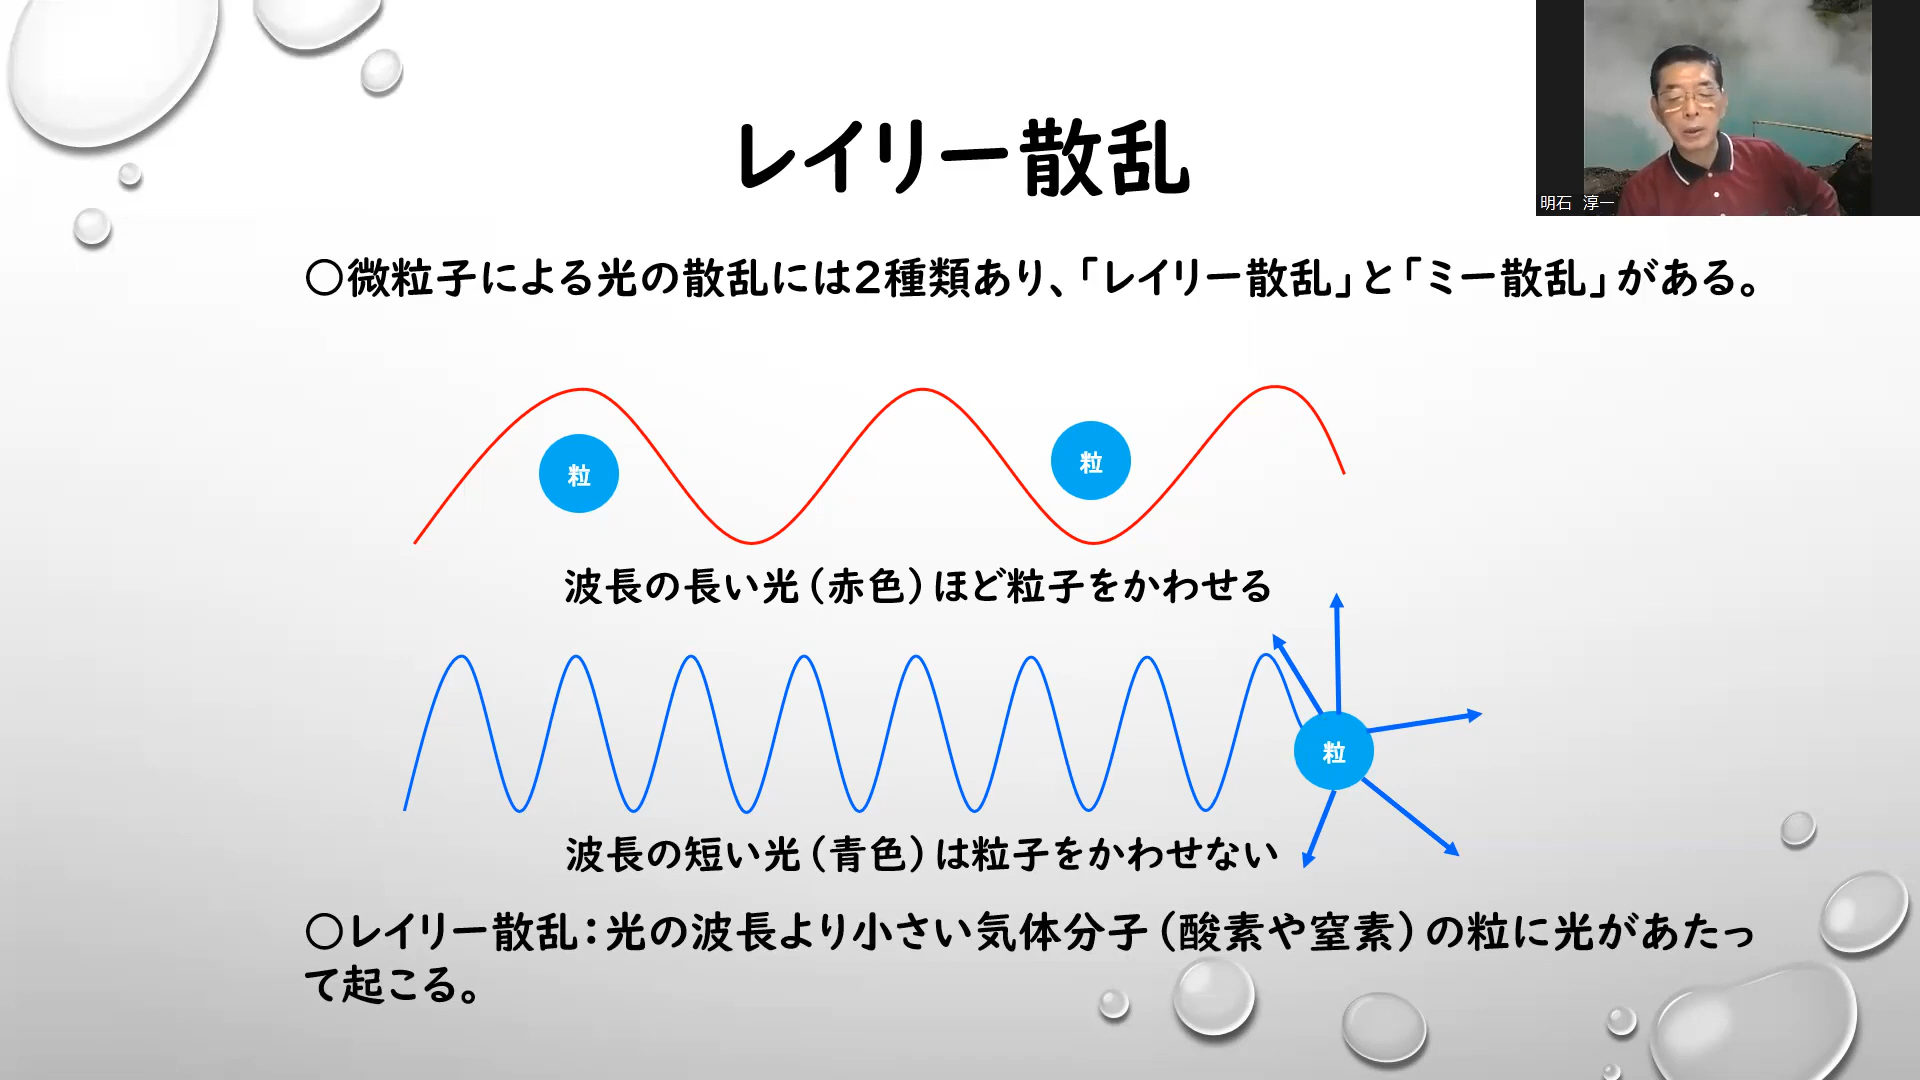 レイリー散乱
明石 淳一
〇微粒子による光の散乱には2種類あり、「レイリー散乱」と「ミー散乱」がある。
粒
粒
波長の長い光(赤色)ほど粒子をかわせる
粒
波長の短い光(青色)は粒子をかわせない
〇レイリー散乱:光の波長より小さい気体分子(酸素や窒素)の粒に光があたっ
て起こる。